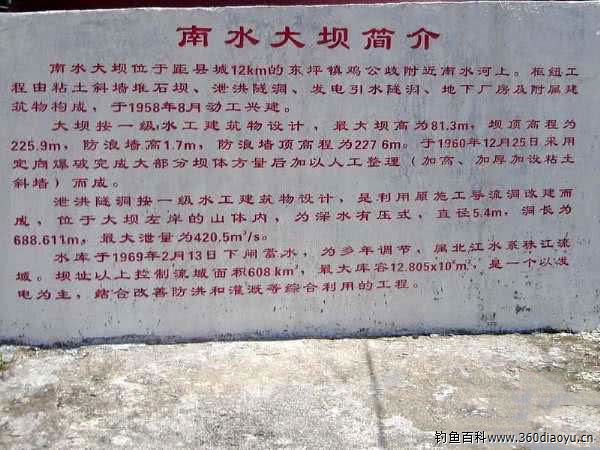 南水大坝简介
南水大坝位于距县城12km的东坪镇鸡公歧附近南水河上。枢纽工
程由粘土斜墙堆石坝、泄洪隧洞、发电引水隧洞、地下厂房及附属建
筑物构成，于1958年8月动工兴建。
大坝按一级水工建筑物设计，最大坝高为81.3m，坝顶高程为
225.9m，防浪墙高1.7m，防浪墙顶高程为227.6m。于1960年12月25日采用
定向爆破完成大部分坝体方量后加以人工整理（加高、加厚加设粘土
斜墙）而成。
泄洪隧洞按一级水工建筑物设计，是利用原施工导流洞改建而
成，位于大坝左岸的山体内，为深水有压式，直径5.4m，洞长为
688.611m，最大泄量为420.5m³/s。
水库于1969年2月13日下闸蓄水，为多年调节，属北江水系秩江流
域。坝址以上控制流域面积608km²，最大库容12.805x10⁸m³，是一个以发
电为主，结合改善防洪和灌溉等综合利用的工程。
钓鱼百科www.360diaoyu.cn